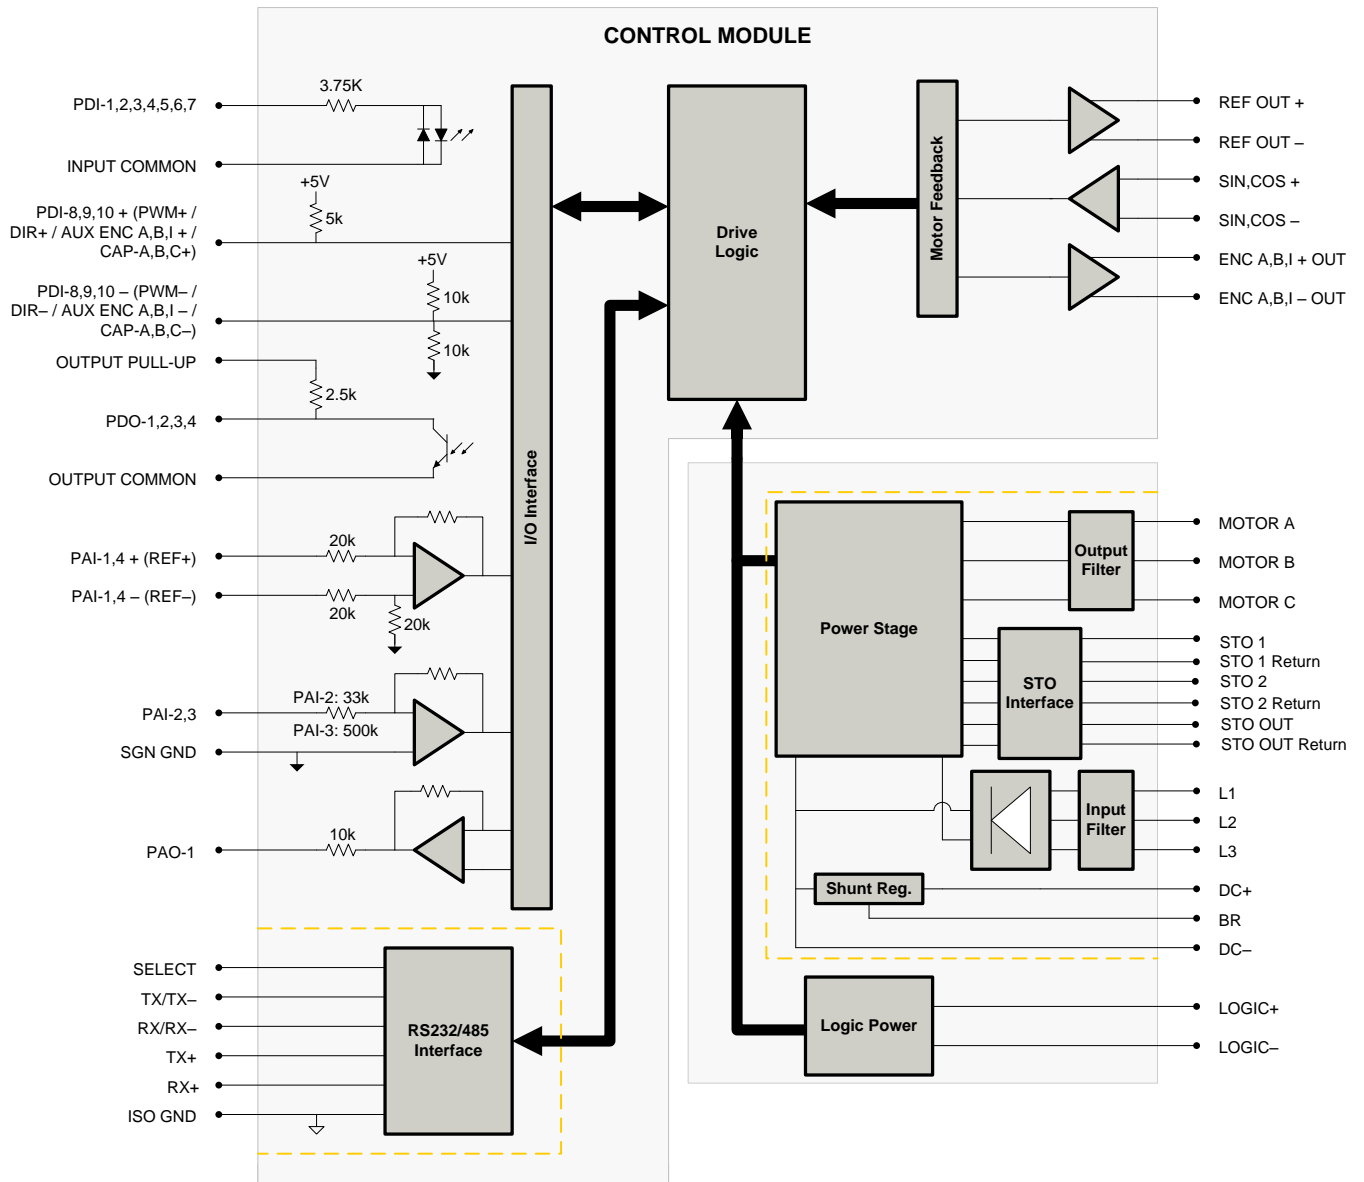 CONTROL MODULE
PDI-1,2,3,4,5,6,7
3.75K
INPUT COMMON
+5V
5k
PDI-8,9,10 + (PWM+ /
DIR+ / AUX ENC A,B,I + /
CAP-A,B,C+)
+5V
10k
PDI-8,9,10 – (PWM– /
DIR– / AUX ENC A,B,I – /
CAP-A,B,C–)
10k
OUTPUT PULL-UP
2.5k
PDO-1,2,3,4
OUTPUT COMMON
PAI-1,4 + (REF+)
20k
PAI-1,4 – (REF–)
20k
20k
PAI-2: 33k
PAI-2,3
PAI-3: 500k
SGN GND
PAO-1
10k
I/O Interface
SELECT
TX/TX–
RX/RX–
TX+
RX+
ISO GND
RS232/485
Interface
Drive
Logic
Motor Feedback
REF OUT +
REF OUT –
SIN,COS +
SIN,COS –
ENC A,B,I + OUT
ENC A,B,I – OUT
Power Stage
Output
Filter
MOTOR A
MOTOR B
MOTOR C
STO
Interface
STO 1
STO 1 Return
STO 2
STO 2 Return
STO OUT
STO OUT Return
Input
Filter
L1
L2
L3
Shunt Reg.
DC+
BR
DC–
Logic Power
LOGIC+
LOGIC–